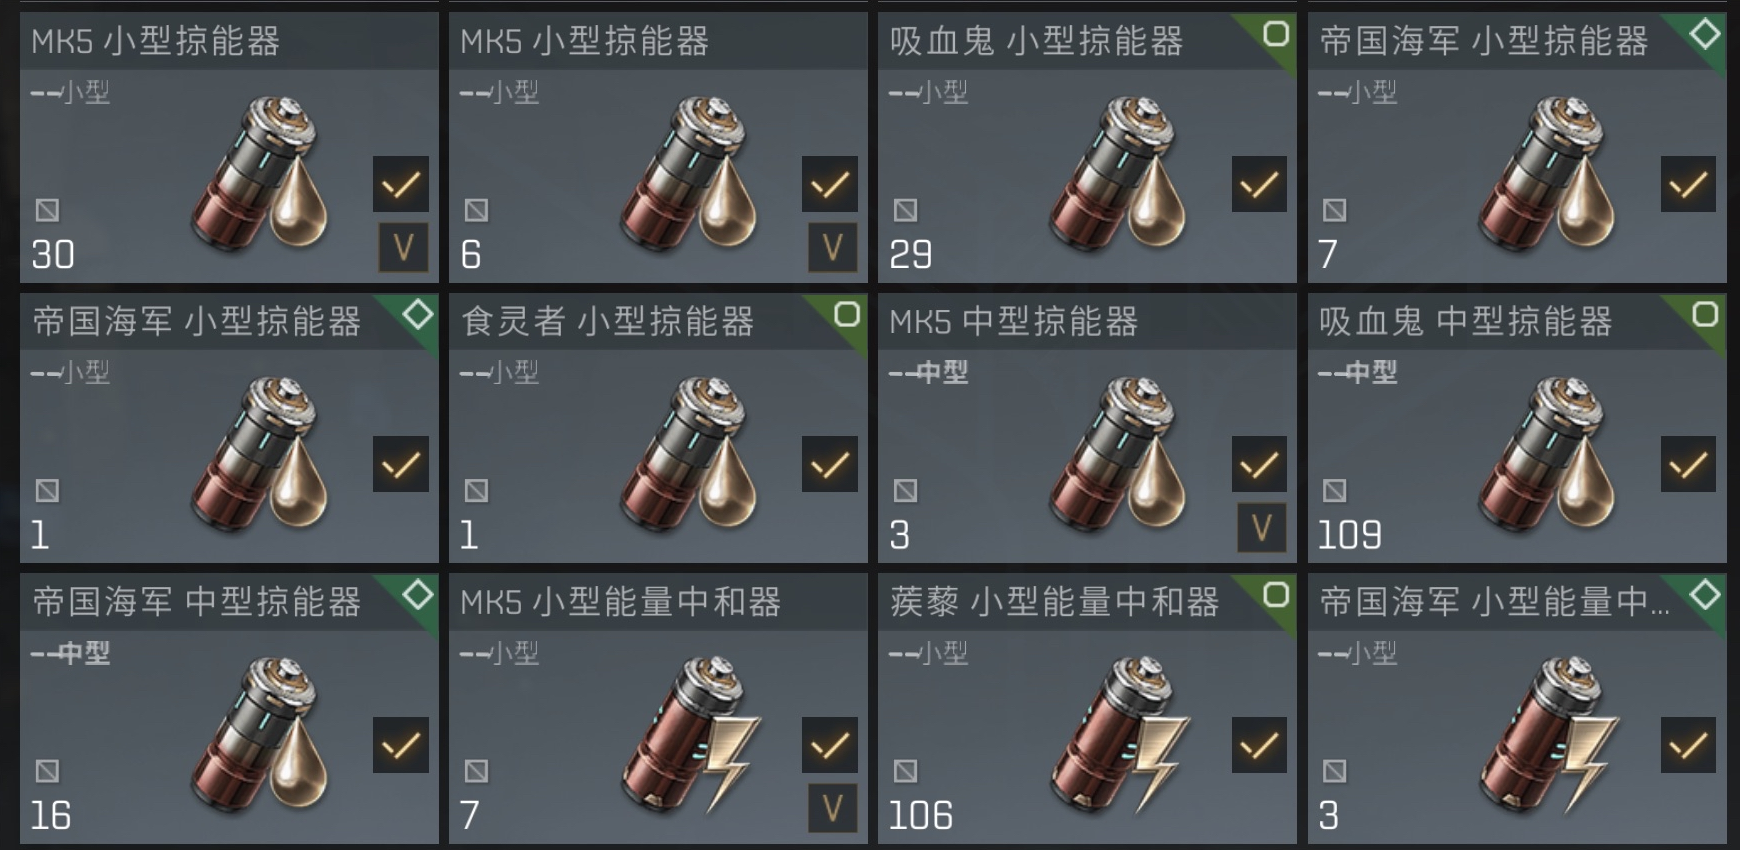 MK5 小型掠能器
小型
30
V
MK5 小型掠能器
小型
6
V
吸血鬼 小型掠能器
小型
29
帝国海军 小型掠能器
小型
7
帝国海军 小型掠能器
小型
1
食灵者 小型掠能器
小型
1
MK5 中型掠能器
中型
3
V
吸血鬼 中型掠能器
中型
109
帝国海军 中型掠能器
中型
16
MK5 小型能量中和器
小型
7
V
蒺藜 小型能量中和器
小型
106
帝国海军 小型能量中...
小型
3